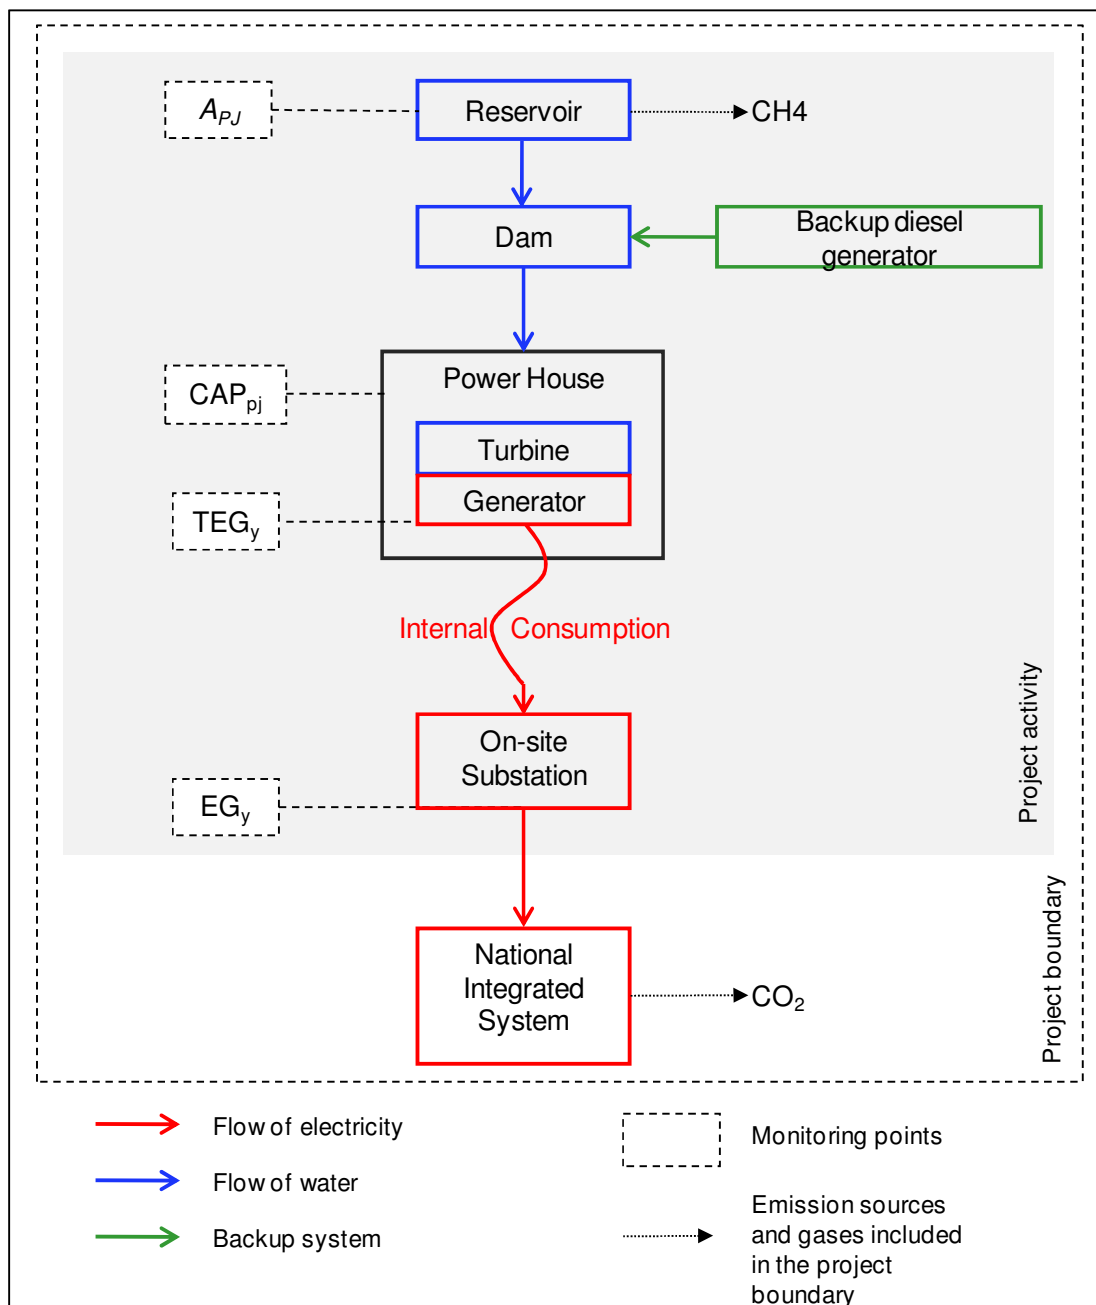 A_PJ
Reservoir
CH4
Dam
Backup diesel
generator
Power House
CAP_pj
Turbine
Generator
TEG_y
Internal Consumption
On-site
Substation
EG_y
Project activity
National
Integrated
System
CO₂
Project boundary
Flow of electricity
Monitoring points
Flow of water
Backup system
Emission sources
and gases included
in the project
boundary